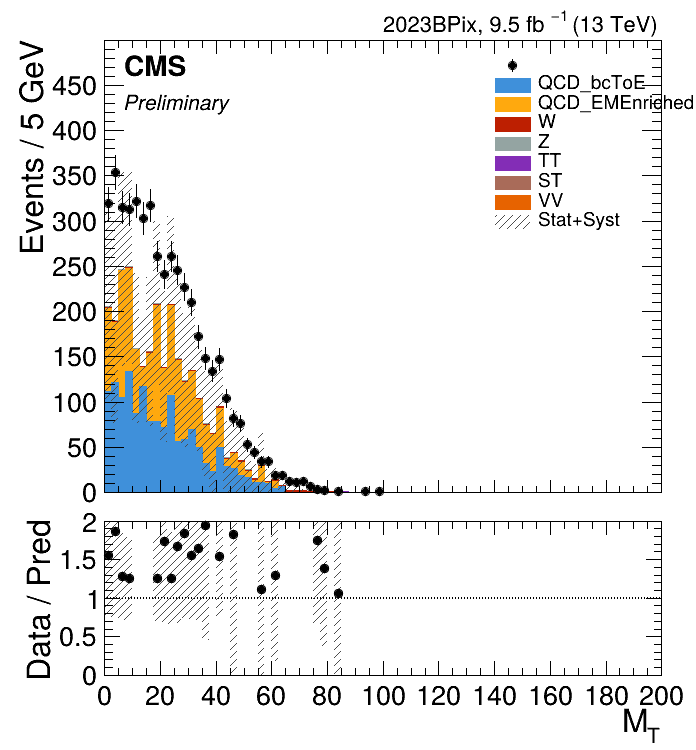 2023BPix, 9.5 fb⁻¹ (13 TeV)
CMS
Preliminary
QCD_bcToE
QCD_EMEnriched
W
Z
TT
ST
VV
Stat+Syst
Events / 5 GeV
450
400
350
300
250
200
150
100
50
0
Data / Pred
2
1.5
1
0.5
0
0 20 40 60 80 100 120 140 160 180 200
M_T